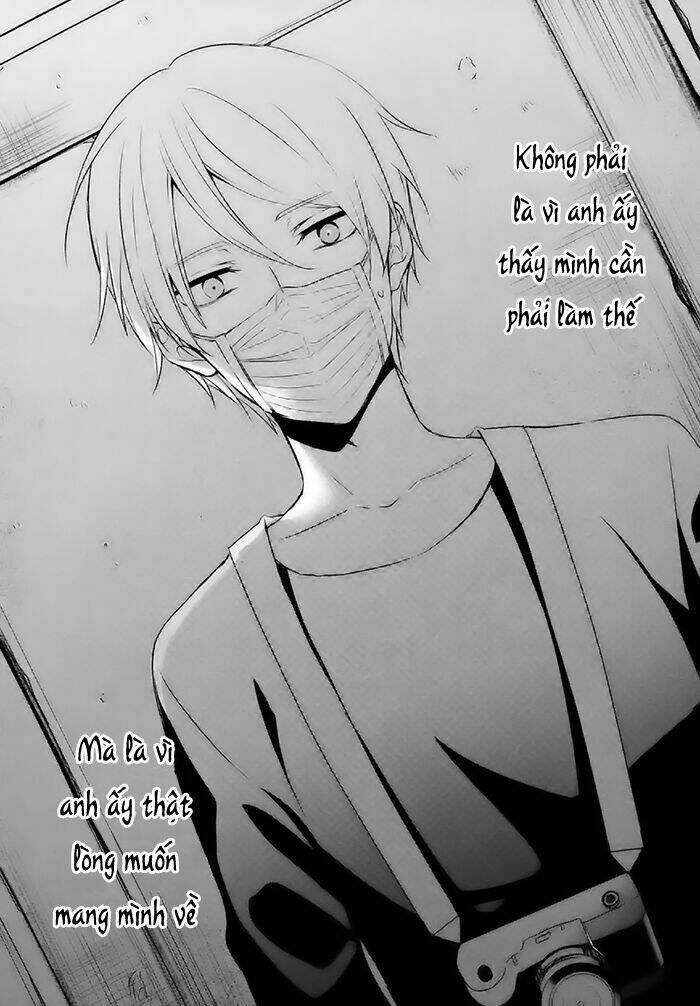 Không phải
là vì anh ấy
thấy mình cần
phải làm thế
Mà là vì
anh ấy thật
lòng muốn
mang mình về